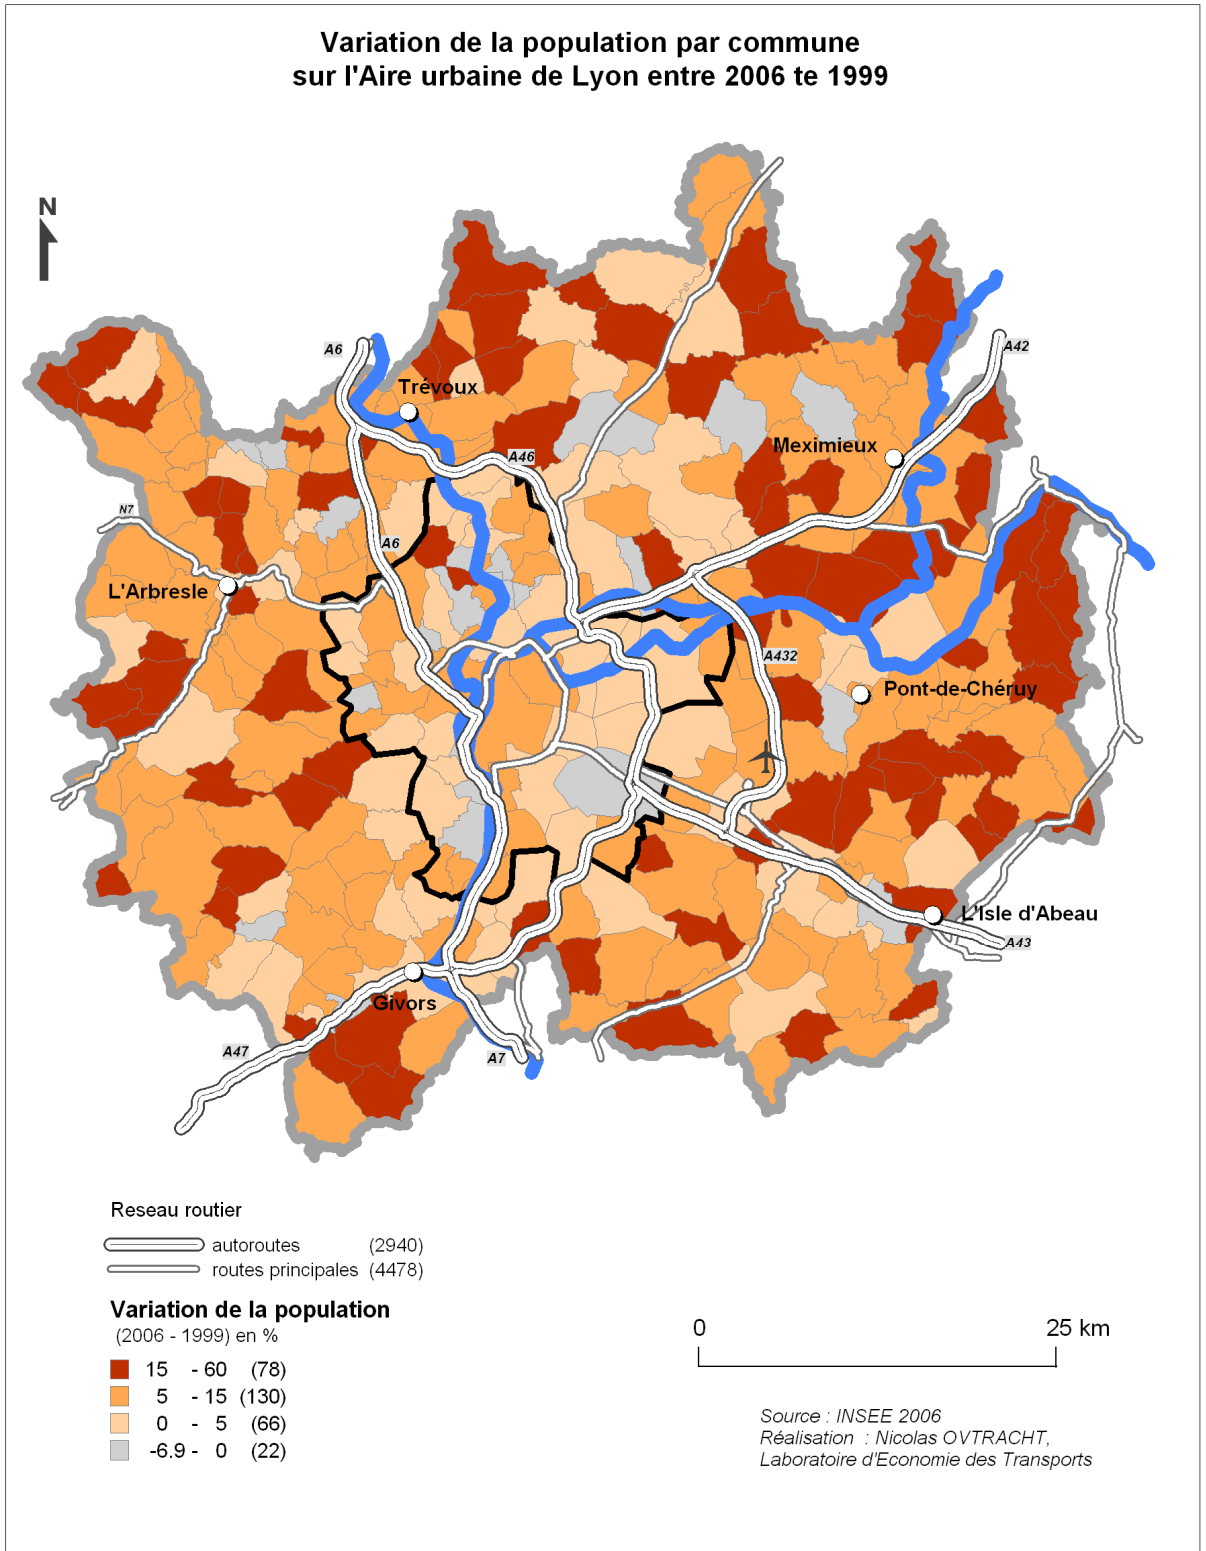 Variation de la population par commune
sur l'Aire urbaine de Lyon entre 2006 te 1999
N
A6
A42
Trévoux
Meximieux
A46
N7
A6
L'Arbresle
A432
Pont-de-Chéruy
L'Isle d'Abeau
A43
Givors
A47
A7
Reseau routier
autoroutes (2940)
routes principales (4478)
Variation de la population
(2006 - 1999) en %
15 - 60 (78)
5 - 15 (130)
0 - 5 (66)
-6.9 - 0 (22)
0 25 km
Source : INSEE 2006
Réalisation : Nicolas OVTRACHT,
Laboratoire d'Economie des Transports